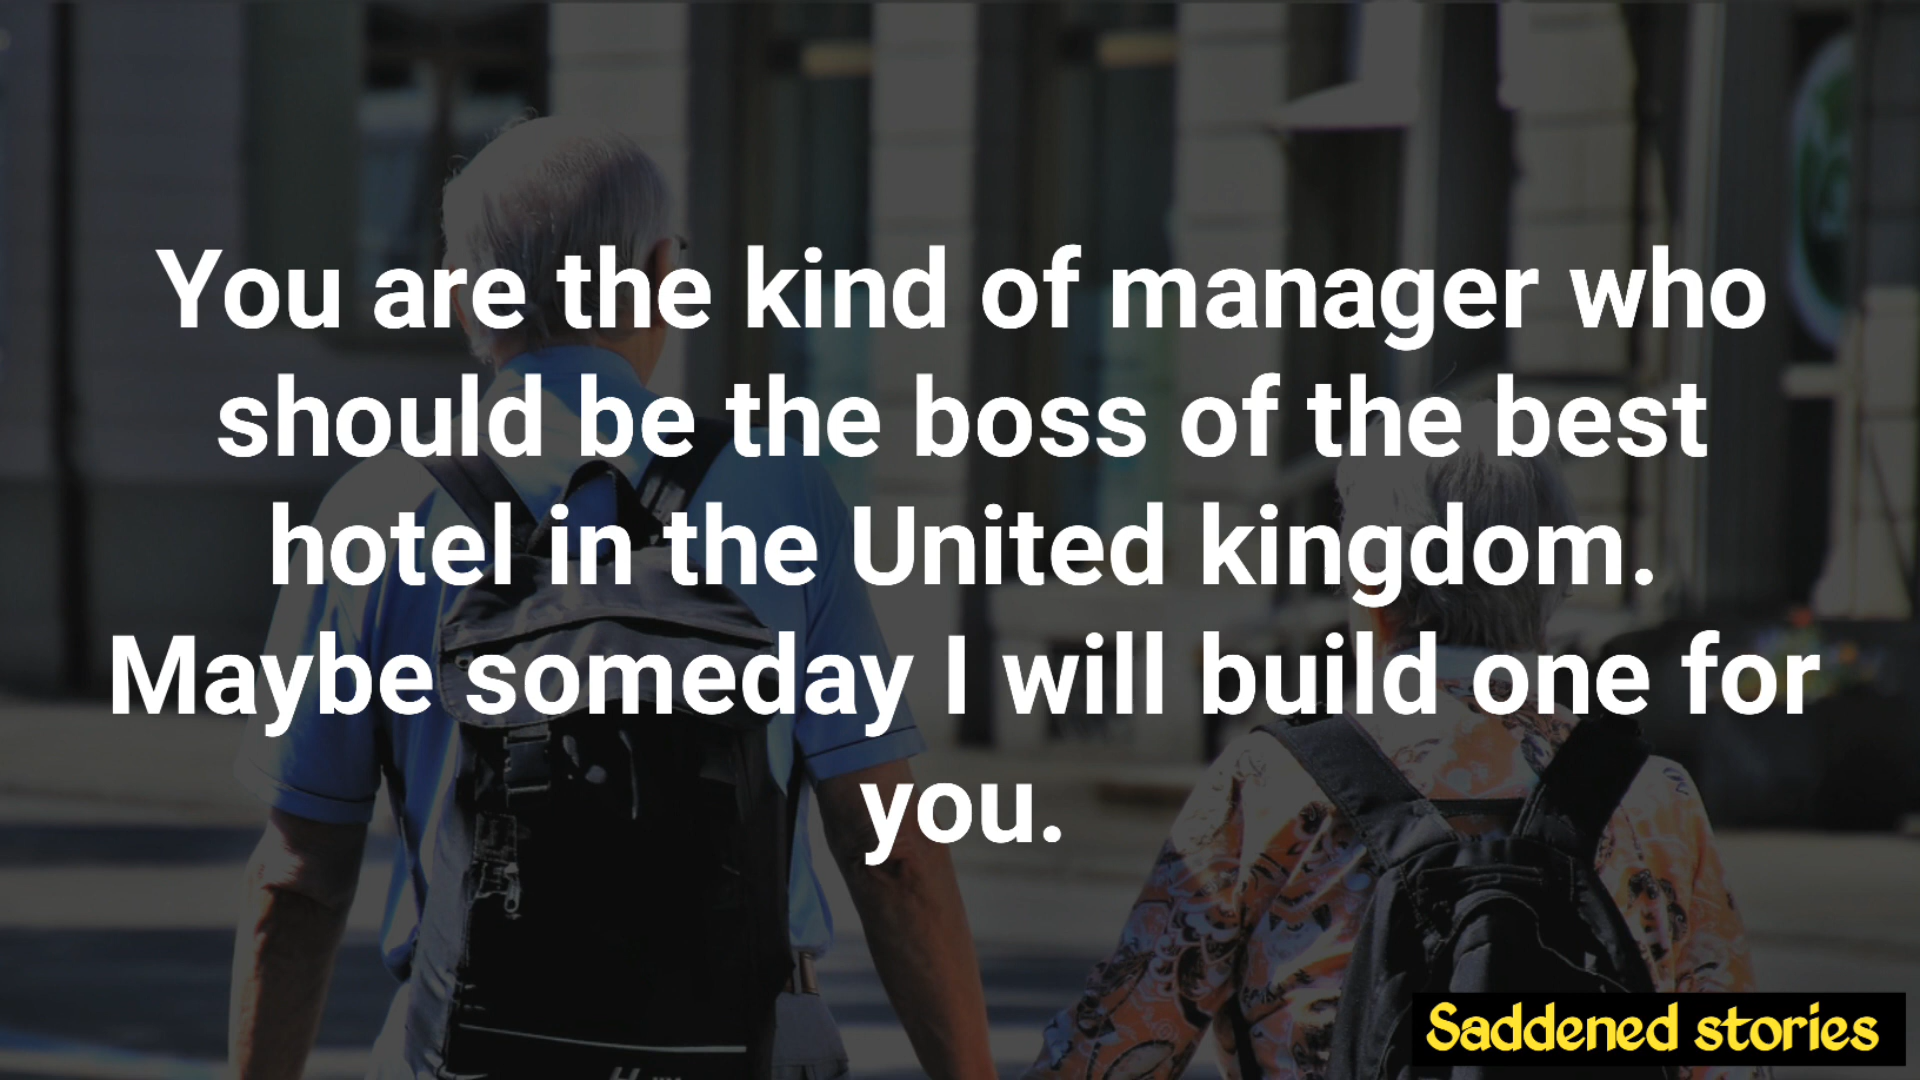 You are the kind of manager who
should be the boss of the best
hotel in the United kingdom.
Maybe someday I will build one for
you.
Saddened stories